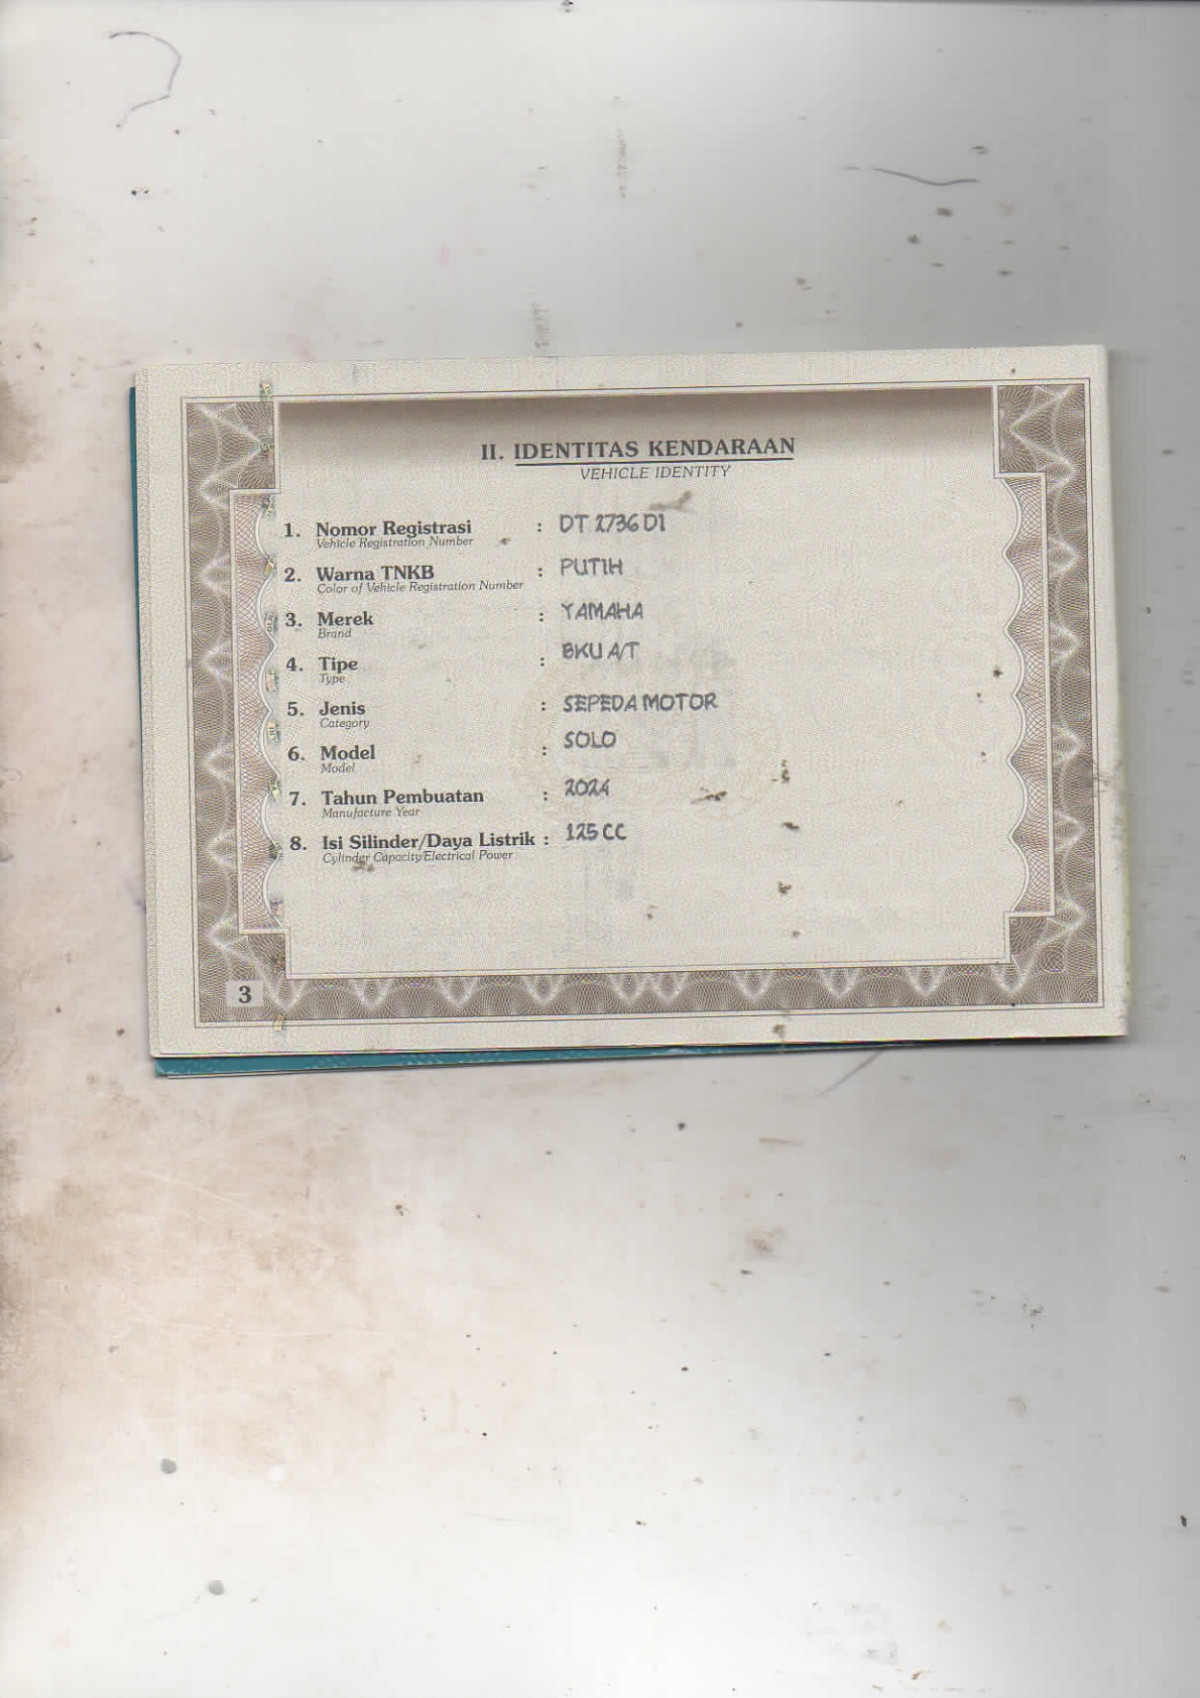 II. IDENTITAS KENDARAAN
VEHICLE IDENTITY
1. Nomor Registrasi : DT 2736 DI
Vehicle Registration Number
2. Warna TNKB : PUTIH
Color of Vehicle Registration Number
3. Merek : YAMAHA
Brand
4. Tipe : BKU A/T
Type
5. Jenis : SEPEDA MOTOR
Category
6. Model : SOLO
Model
7. Tahun Pembuatan : 2024
Manufacture Year
8. Isi Silinder/Daya Listrik : 125 CC
Cylinder Capacity/Electrical Power
3